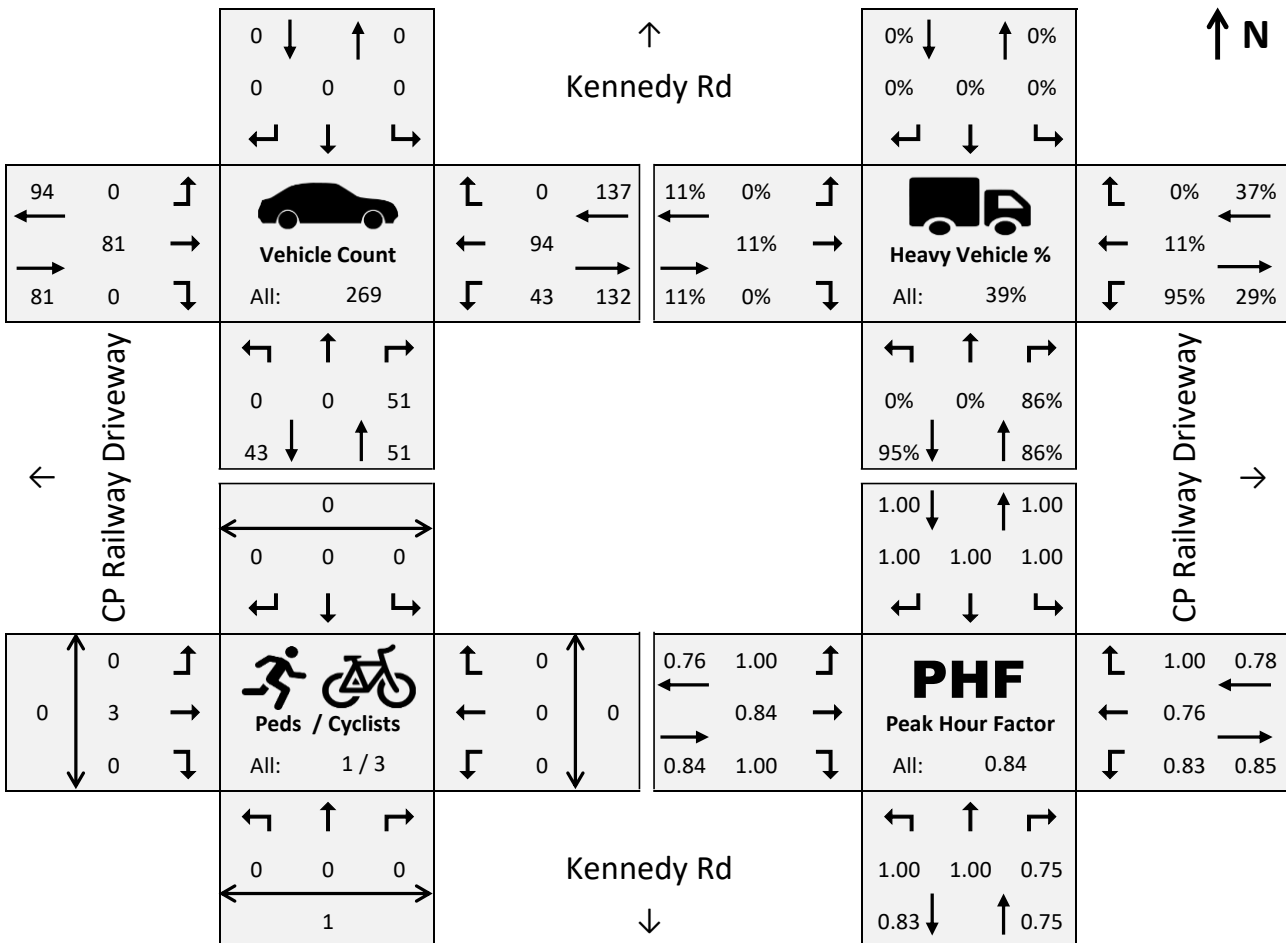 0 0 0% 0% N
Kennedy Rd
0 0 0 0% 0% 0%
94 0 0 137 11% 0% 0% 37%
81 94 11% 11%
Vehicle Count Heavy Vehicle %
81 0 All: 269 43 132 11% 0% All: 39% 95% 29%
CP Railway Driveway
CP Railway Driveway
0 0 51 0% 0% 86%
43 51 95% 86%
0 1.00 1.00
0 0 0 1.00 1.00 1.00
0 0 0.76 1.00 PHF 1.00 0.78
0 3 Peds / Cyclists 0 0 0.84 Peak Hour Factor 0.76
0 All: 1 / 3 0 0.84 1.00 All: 0.84 0.83 0.85
0 0 0 Kennedy Rd 1.00 1.00 0.75
1 0.83 0.75